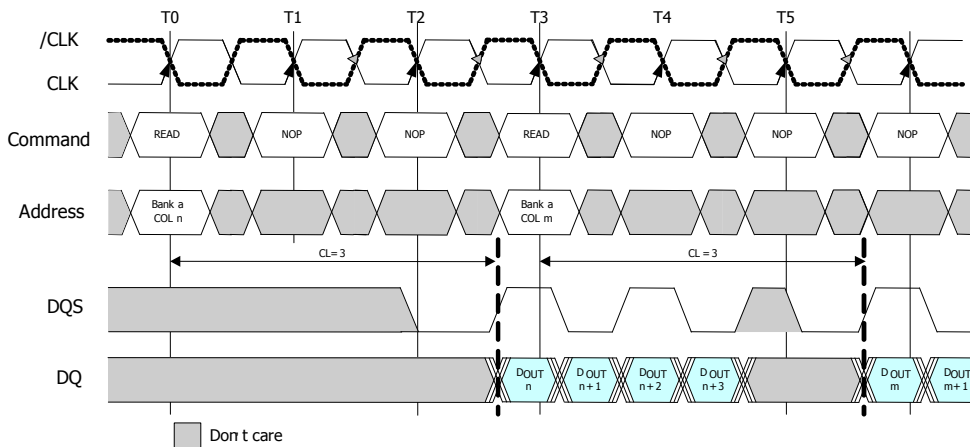 T0 T1 T2 T3 T4 T5
/CLK
CLK
Command READ NOP NOP READ NOP NOP NOP
Address Bank a COL n Bank a COL m
CL= 3 CL = 3
DQS
DQ DOUT n DOUT n+1 DOUT n+2 DOUT n+3 DOUT m DOUT m+1
Don't care